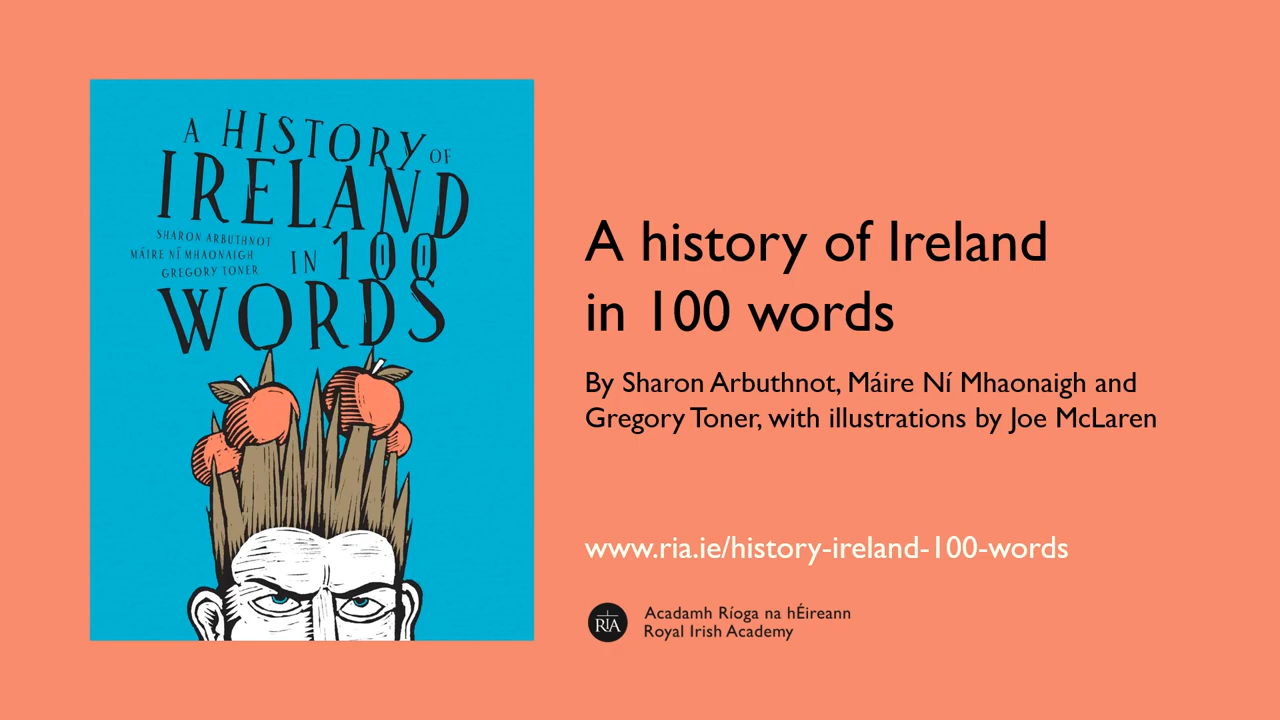 A HISTORY OF
IRELAND
SHARON ARBUTHNOT
MÁIRE NÍ MHAONAIGH
GREGORY TONER
IN 100
WORDS
A history of Ireland
in 100 words
By Sharon Arbuthnot, Máire Ní Mhaonaigh and
Gregory Toner, with illustrations by Joe McLaren
www.ria.ie/history-ireland-100-words
RIA
Acadamh Ríoga na hÉireann
Royal Irish Academy